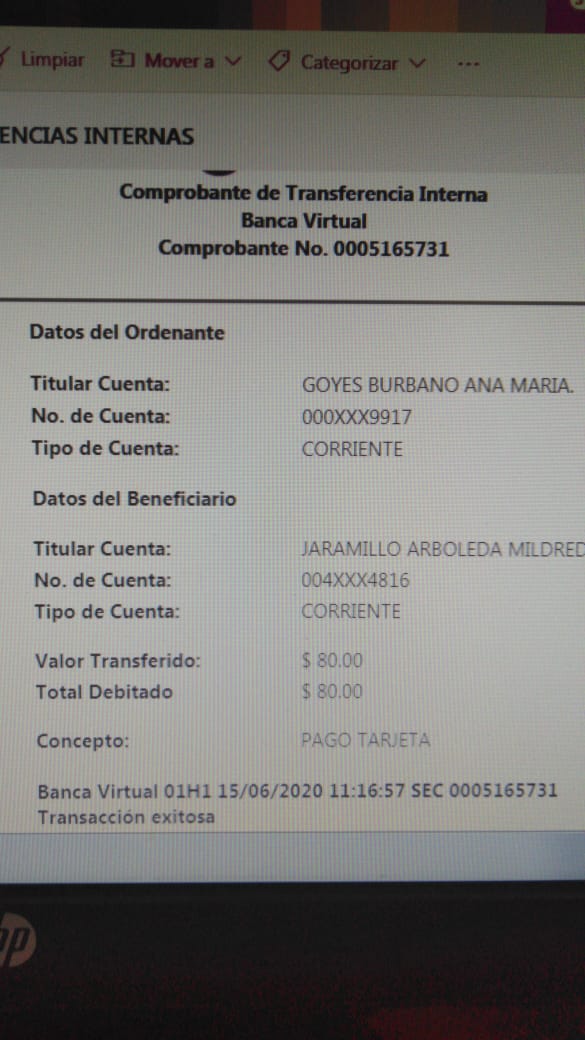 Limpiar Mover a Categorizar ...
ENCIAS INTERNAS
Comprobante de Transferencia Interna
Banca Virtual
Comprobante No. 0005165731
Datos del Ordenante
Titular Cuenta: GOYES BURBANO ANA MARIA.
No. de Cuenta: 000XXX9917
Tipo de Cuenta: CORRIENTE
Datos del Beneficiario
Titular Cuenta: JARAMILLO ARBOLEDA MILDRED
No. de Cuenta: 004XXX4816
Tipo de Cuenta: CORRIENTE
Valor Transferido: $ 80.00
Total Debitado $ 80.00
Concepto: PAGO TARJETA
Banca Virtual 01H1 15/06/2020 11:16:57 SEC 0005165731
Transacción exitosa
hp